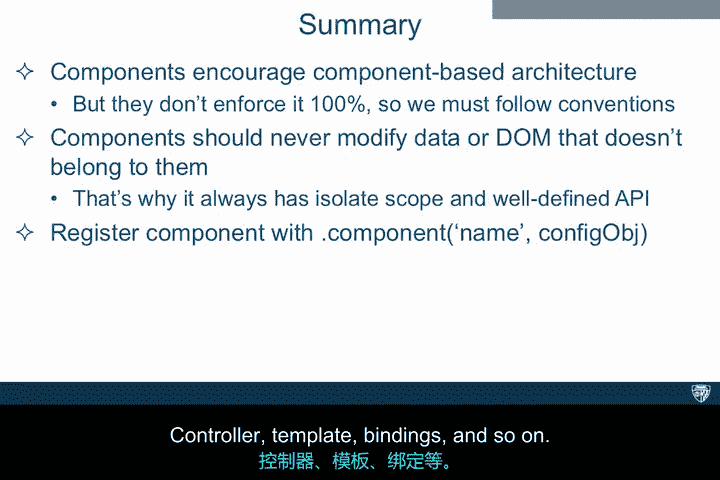 Summary
✧ Components encourage component-based architecture
• But they don't enforce it 100%, so we must follow conventions
✧ Components should never modify data or DOM that doesn't
belong to them
• That's why it always has isolate scope and well-defined API
✧ Register component with .component(‘name’, configObj)
Controller, template, bindings, and so on.
控制器、模板、绑定等。